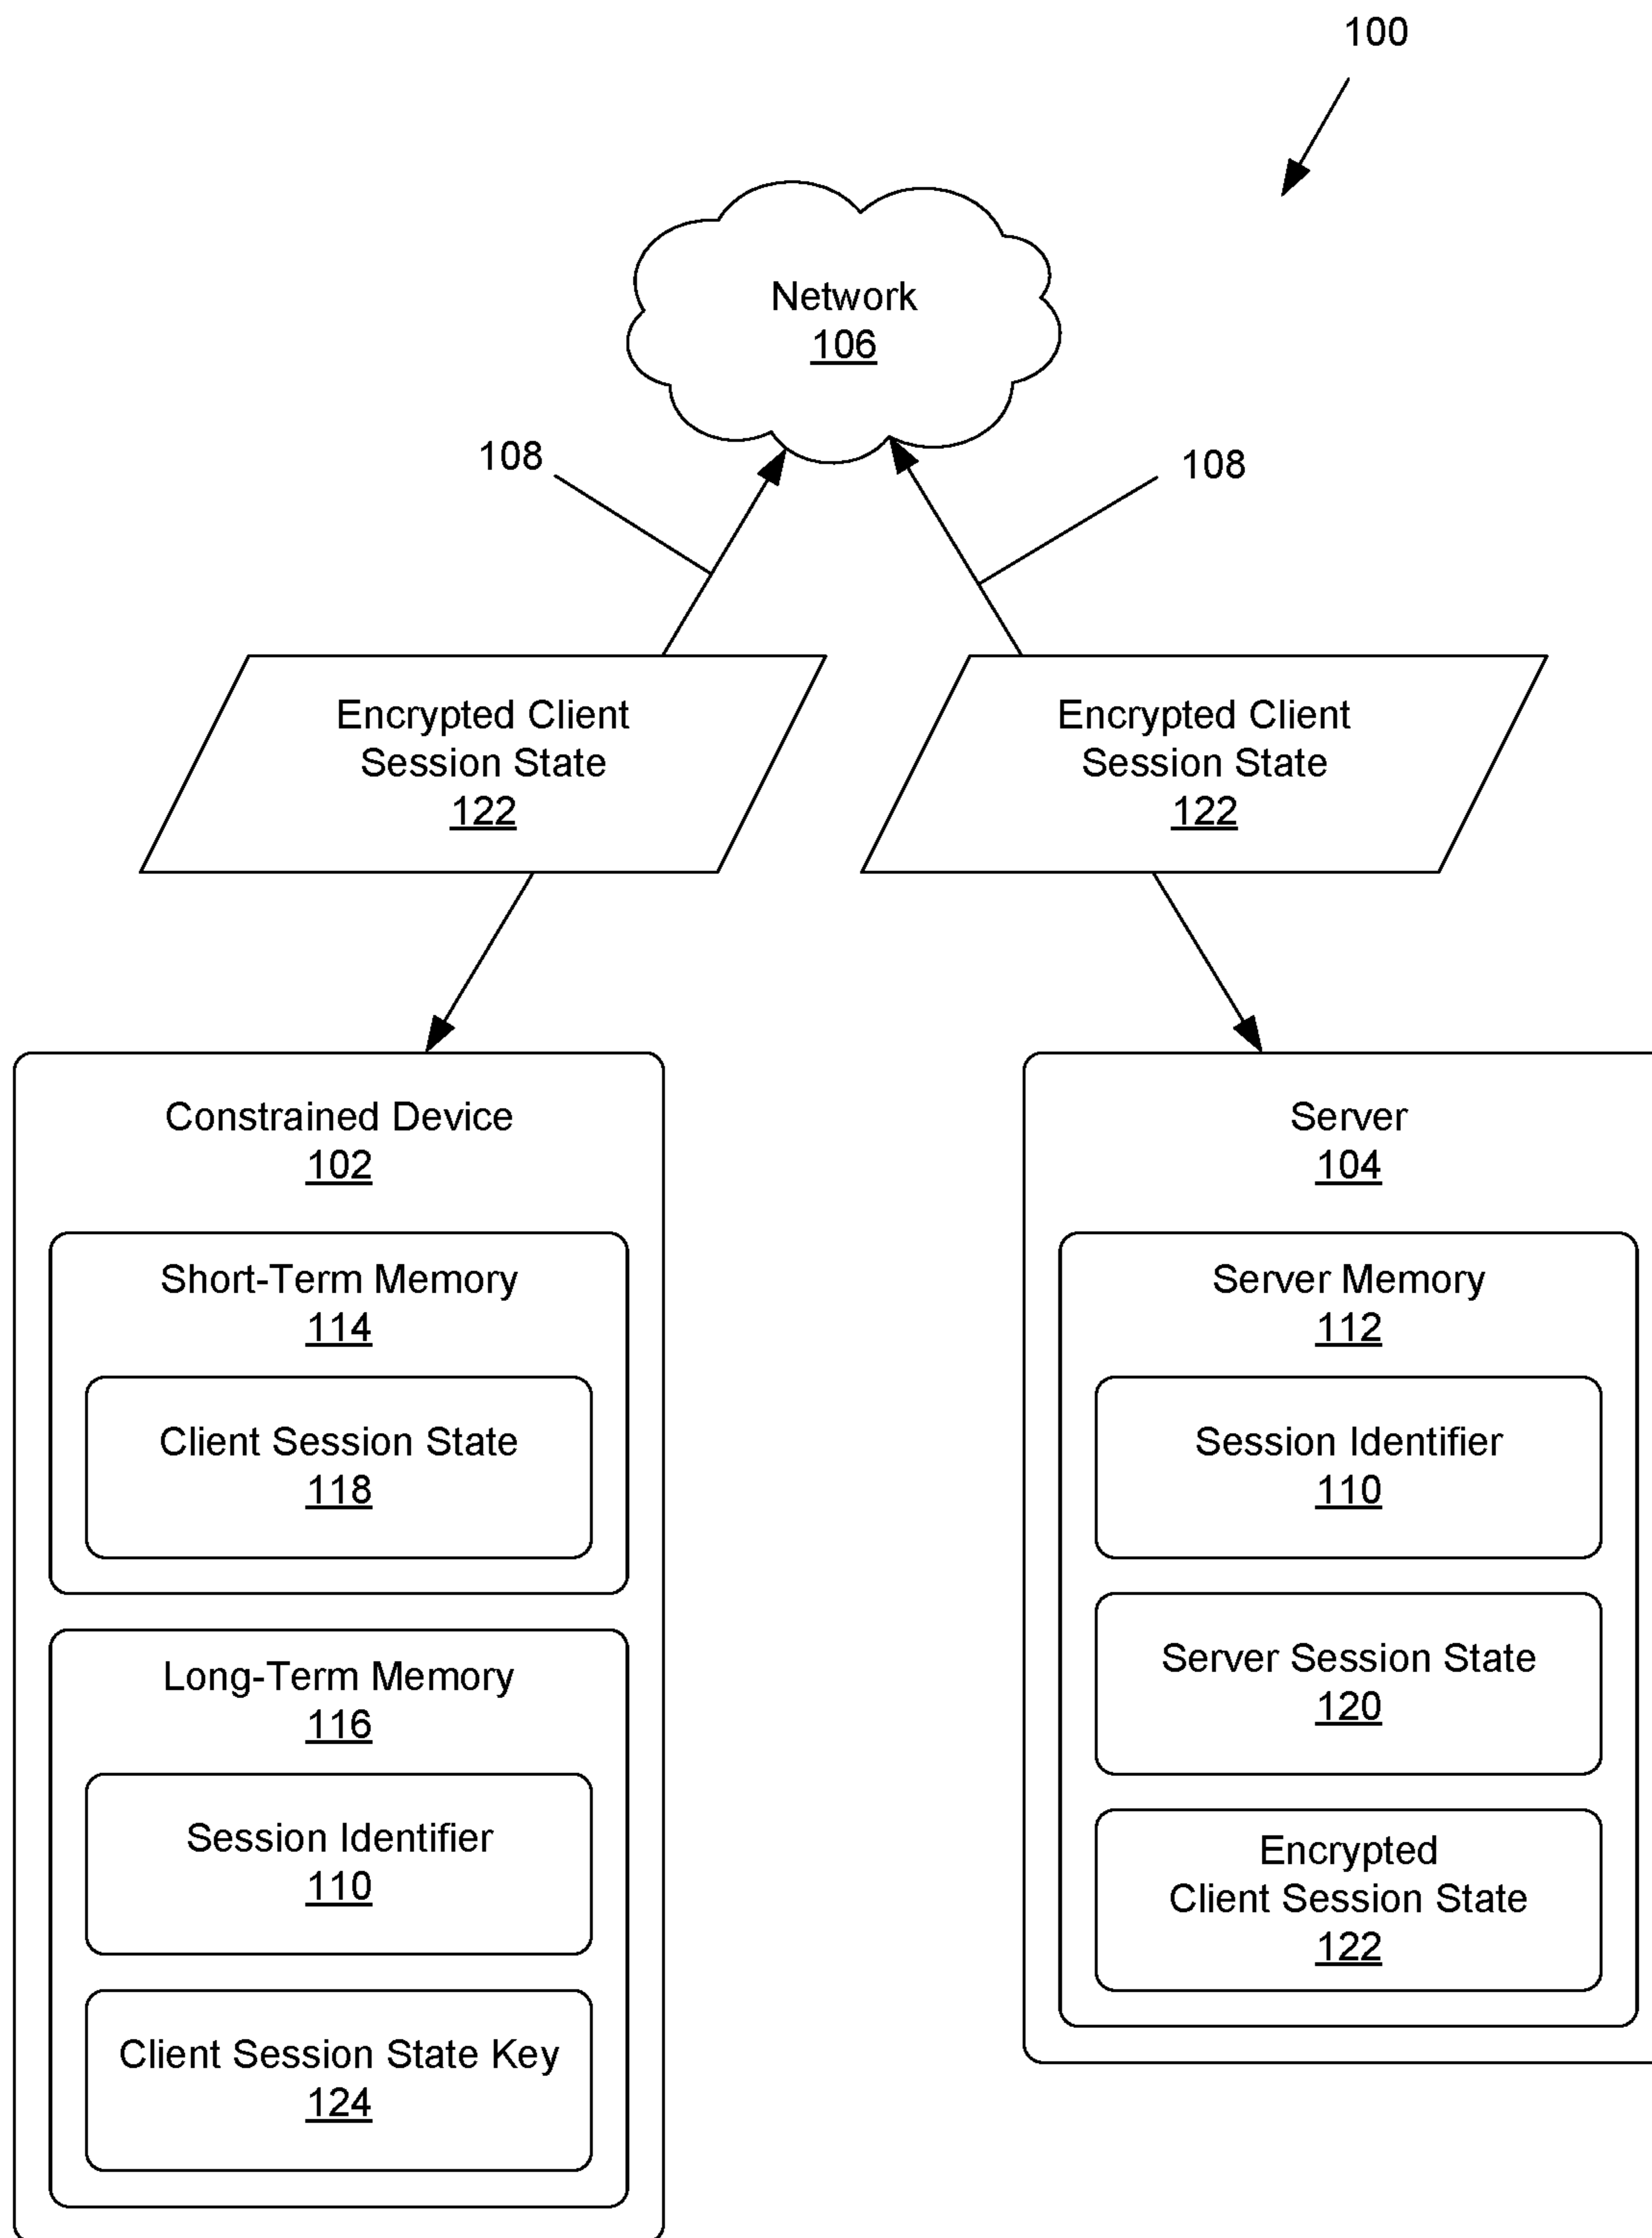 100
Network
106
108
108
Encrypted Client
Session State
122
Encrypted Client
Session State
122
Constrained Device
102
Short-Term Memory
114
Client Session State
118
Long-Term Memory
116
Session Identifier
110
Client Session State Key
124
Server
104
Server Memory
112
Session Identifier
110
Server Session State
120
Encrypted
Client Session State
122